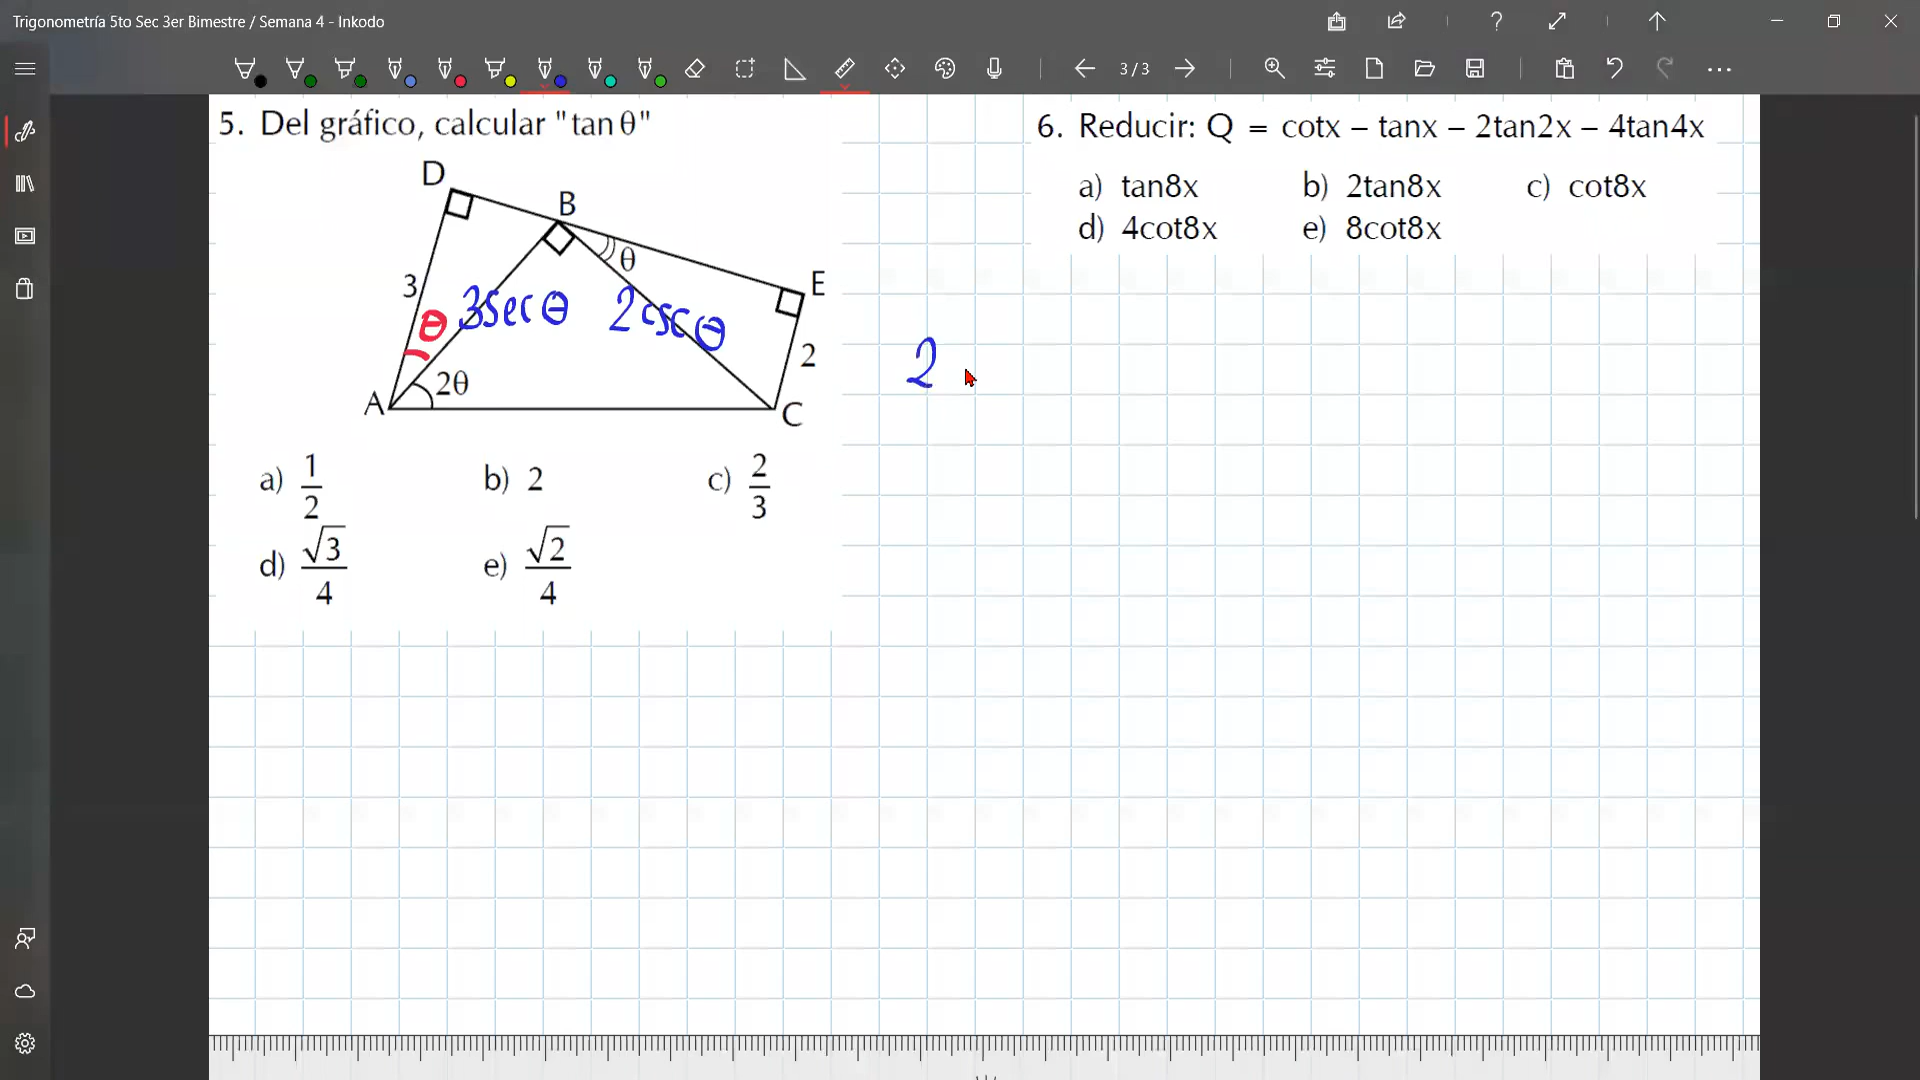 Trigonometría 5to Sec 3er Bimestre / Semana 4 - Inkodo
3 / 3
5. Del gráfico, calcular "tan θ"
D
B
θ
E
3
θ
3secθ
2cscθ
2
2θ
A
C
a) 1/2
b) 2
c) 2/3
d) √3/4
e) √2/4
2
6. Reducir: Q = cotx – tanx – 2tan2x – 4tan4x
a) tan8x
b) 2tan8x
c) cot8x
d) 4cot8x
e) 8cot8x